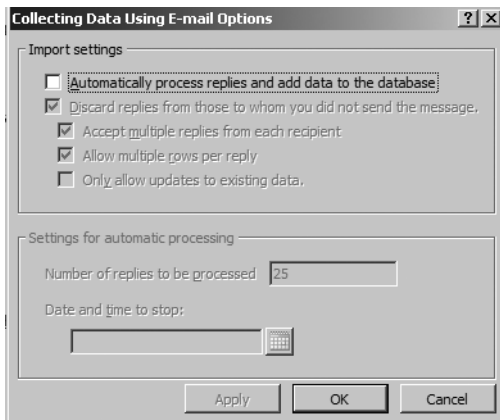 Collecting Data Using E-mail Options
Import settings
Automatically process replies and add data to the database
Discard replies from those to whom you did not send the message.
Accept multiple replies from each recipient
Allow multiple rows per reply
Only allow updates to existing data.
Settings for automatic processing
Number of replies to be processed 25
Date and time to stop:
Apply OK Cancel